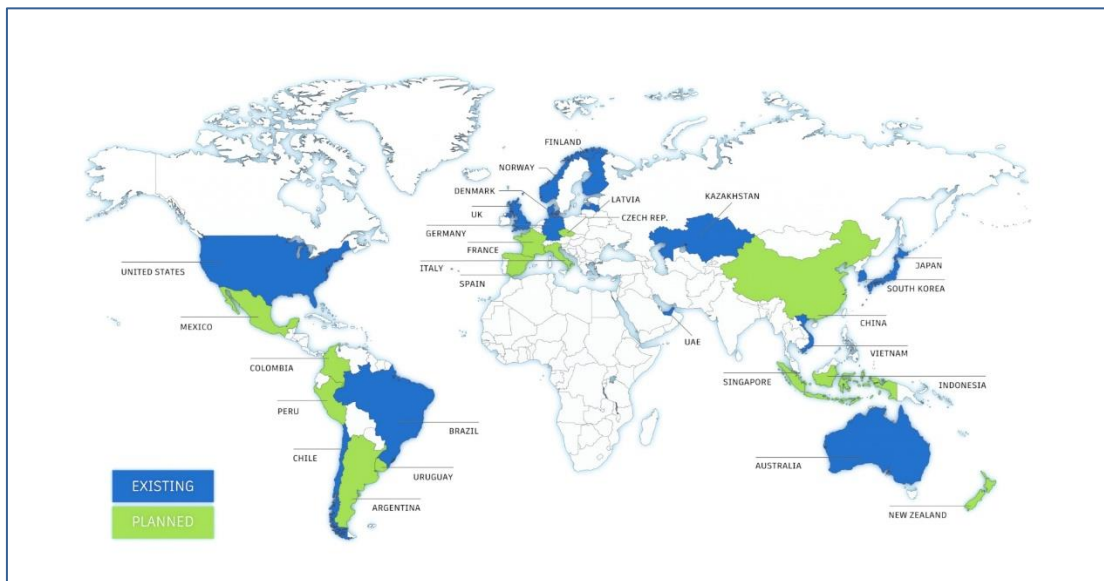 FINLAND
NORWAY
DENMARK
LATVIA
KAZAKHSTAN
UK
CZECH REP.
GERMANY
FRANCE
ITALY
SPAIN
UNITED STATES
JAPAN
SOUTH KOREA
MEXICO
CHINA
UAE
VIETNAM
COLOMBIA
SINGAPORE
INDONESIA
PERU
BRAZIL
CHILE
URUGUAY
AUSTRALIA
ARGENTINA
NEW ZEALAND
EXISTING
PLANNED